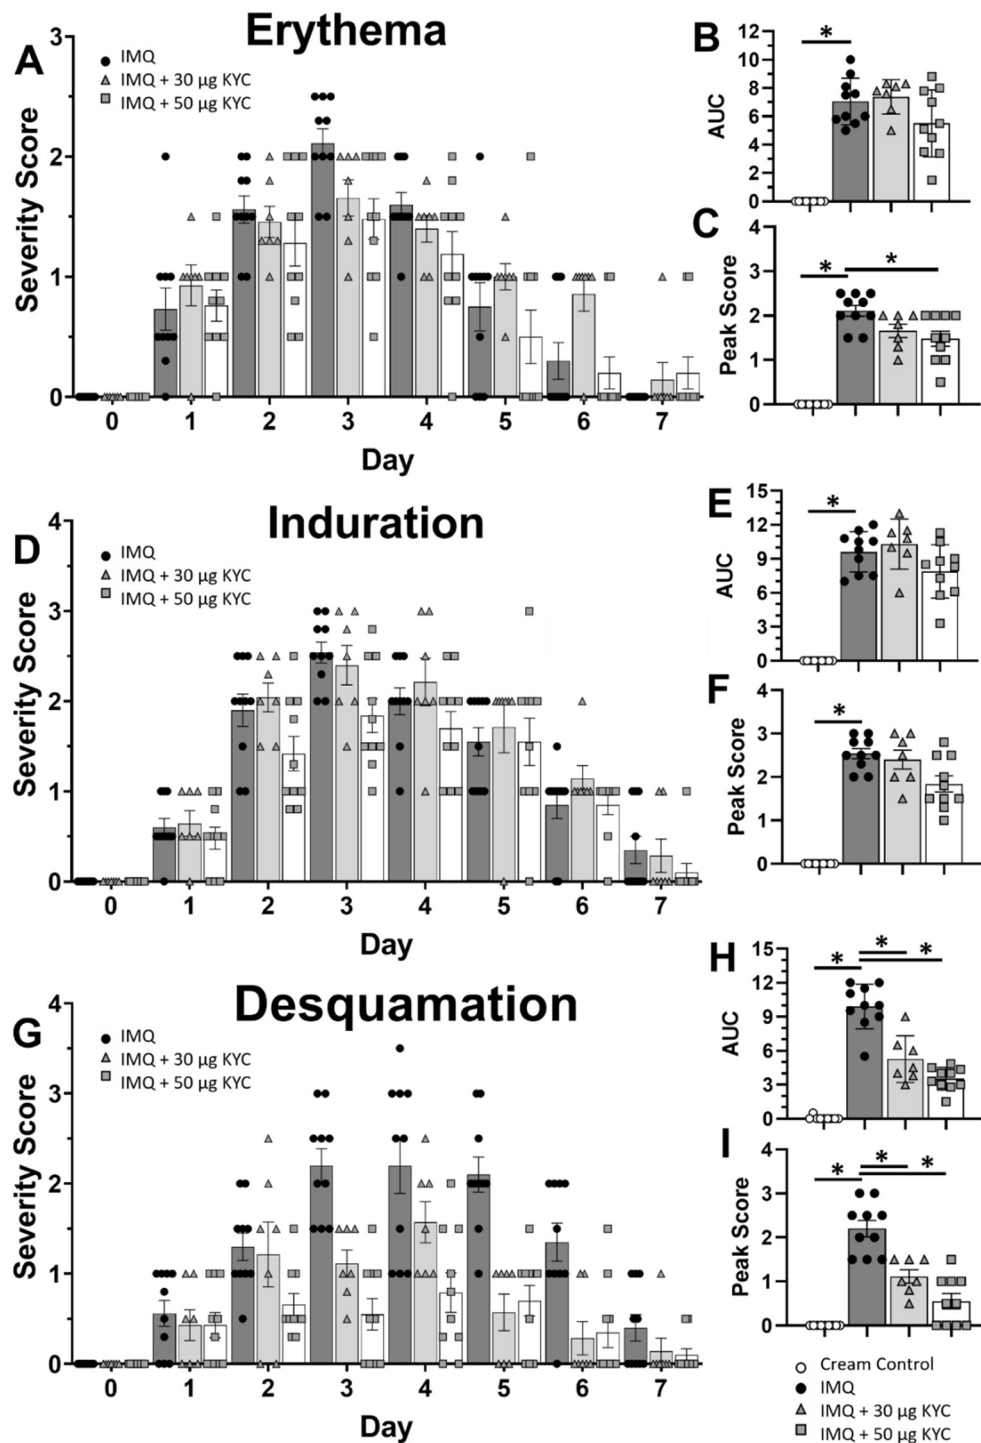 Erythema
A
IMQ
IMQ + 30 µg KYC
IMQ + 50 µg KYC
Severity Score
3
2
1
0
0 1 2 3 4 5 6 7
Day
B
*
AUC
12
10
8
6
4
2
0
C
* *
Peak Score
4
3
2
1
0
Induration
D
IMQ
IMQ + 30 µg KYC
IMQ + 50 µg KYC
Severity Score
4
3
2
1
0
0 1 2 3 4 5 6 7
Day
E
*
AUC
15
12
9
6
3
0
F
*
Peak Score
4
3
2
1
0
Desquamation
G
IMQ
IMQ + 30 µg KYC
IMQ + 50 µg KYC
Severity Score
4
3
2
1
0
0 1 2 3 4 5 6 7
Day
H
* * *
AUC
15
12
9
6
3
0
I
* * *
Peak Score
4
3
2
1
0
Cream Control
IMQ
IMQ + 30 µg KYC
IMQ + 50 µg KYC